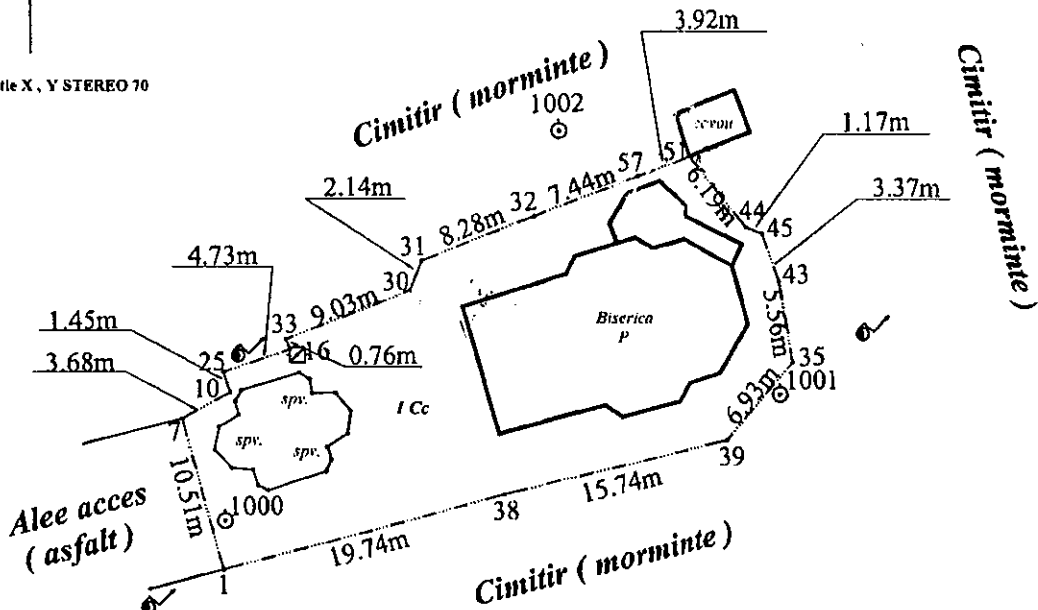 3.92m
tie X , Y STEREO 70
Cimitir ( morminte )
1002
Cimitir ( morminte )
1.17m
2.14m
57
51
6.19m
3.37m
7.44m
32
44
45
8.28m
31
4.73m
30
43
9.03m
Biserica
P
5.56m
1.45m
33
16
0.76m
25
3.68m
10
35
1001
spv.
1 Cc
6.93m
7
spv.
spv.
39
10.51m
15.74m
Alee acces
( asfalt )
1000
38
19.74m
1
Cimitir ( morminte )